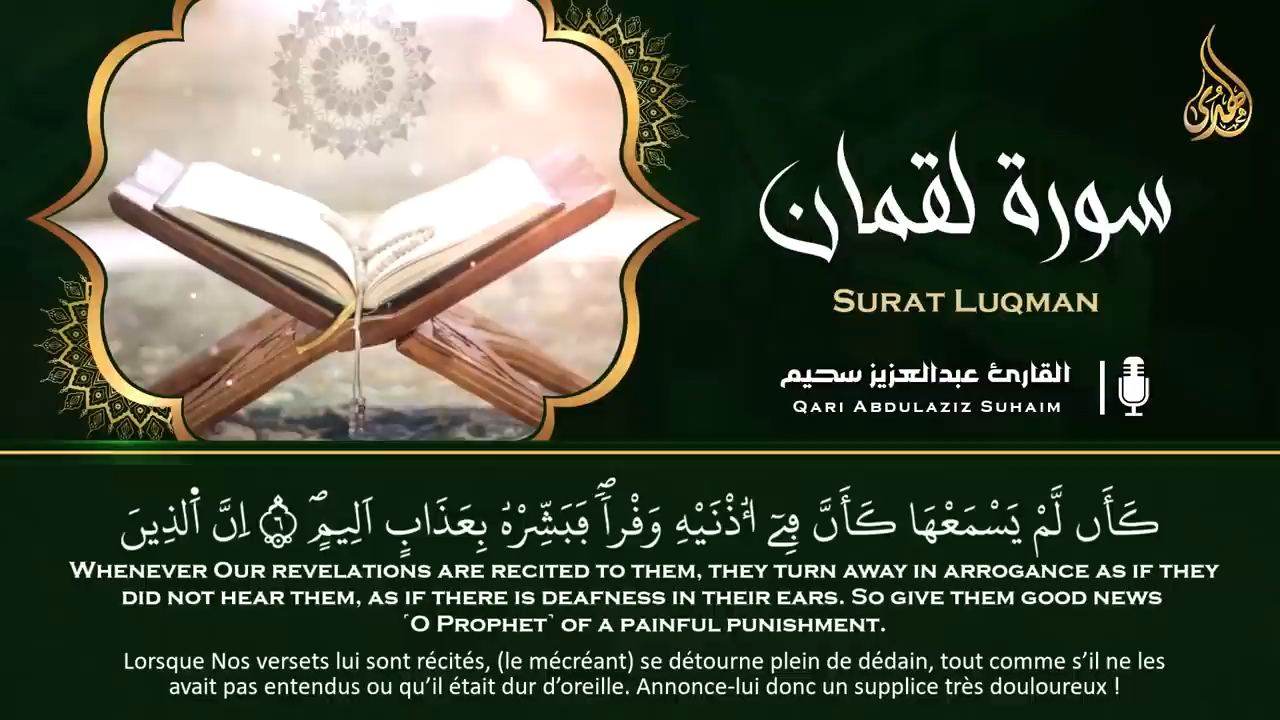 الهدى
سورة لقمان
SURAT LUQMAN
القارئ عبدالعزيز سحيم
QARI ABDULAZIZ SUHAIM
كَأَن لَّمْ يَسْمَعْهَا كَأَنَّ فِےٓ أُذْنَيْهِ وَقْراٗۖ فَبَشِّرْهُ بِعَذَابٍ اَلِيمٍۖ ٦ اِنَّ اَ۬لذِينَ
WHENEVER OUR REVELATIONS ARE RECITED TO THEM, THEY TURN AWAY IN ARROGANCE AS IF THEY
DID NOT HEAR THEM, AS IF THERE IS DEAFNESS IN THEIR EARS. SO GIVE THEM GOOD NEWS
˹O PROPHET˺ OF A PAINFUL PUNISHMENT.
Lorsque Nos versets lui sont récités, (le mécréant) se détourne plein de dédain, tout comme s’il ne les
avait pas entendus ou qu’il était dur d’oreille. Annonce-lui donc un supplice très douloureux !